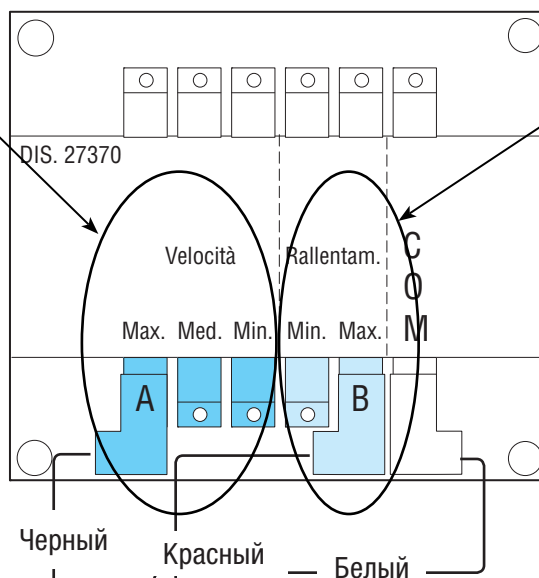 DIS. 27370
Velocità Rallentam.
Max. Med. Min. Min. Max.
C
O
M
A B
Черный Красный Белый